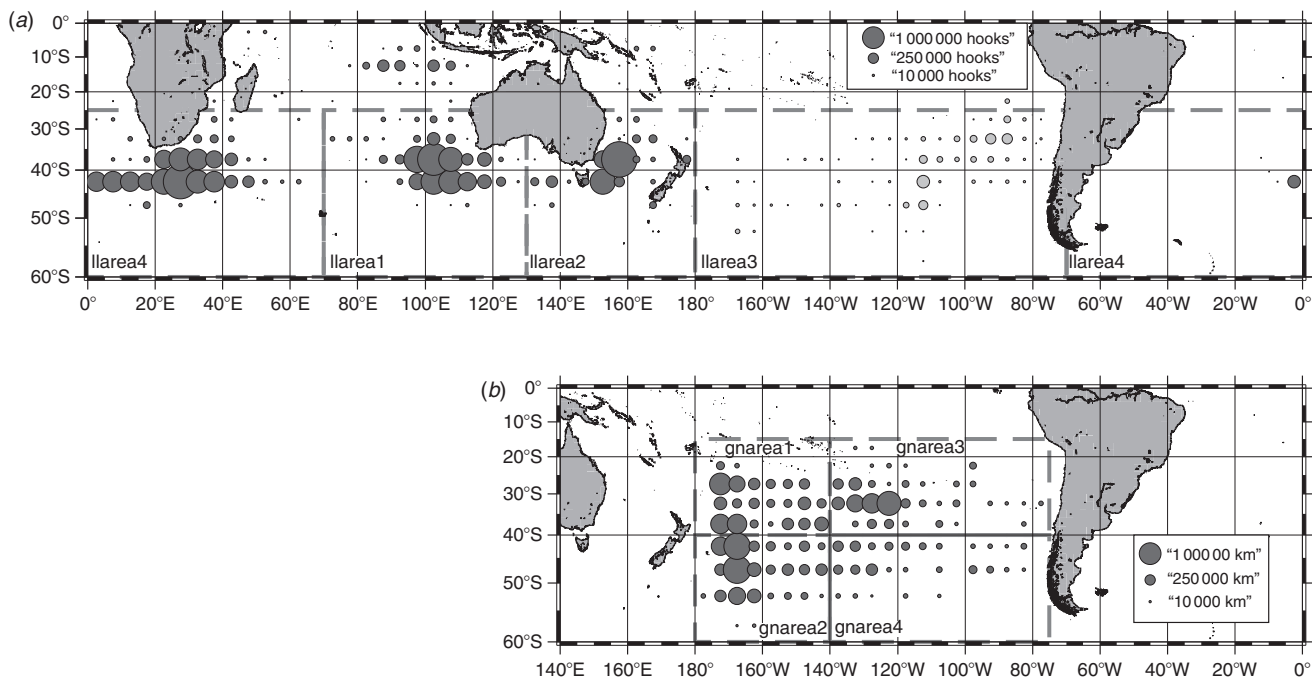 (a)
0°
10°S
20°S
30°S
40°S
50°S
60°S
“1 000 000 hooks”
“250 000 hooks”
“10 000 hooks”
llarea4
llarea1
llarea2
llarea3
llarea4
0° 20°E 40°E 60°E 80°E 100°E 120°E 140°E 160°E 180° 160°W 140°W 120°W 100°W 80°W 60°W 40°W 20°W 0°
(b)
0°
10°S
20°S
30°S
40°S
50°S
60°S
gnarea1
gnarea3
gnarea2
gnarea4
“1 000 00 km”
“250 000 km”
“10 000 km”
140°E 160°E 180° 160°W 140°W 120°W 100°W 80°W 60°W 40°W 20°W 0°